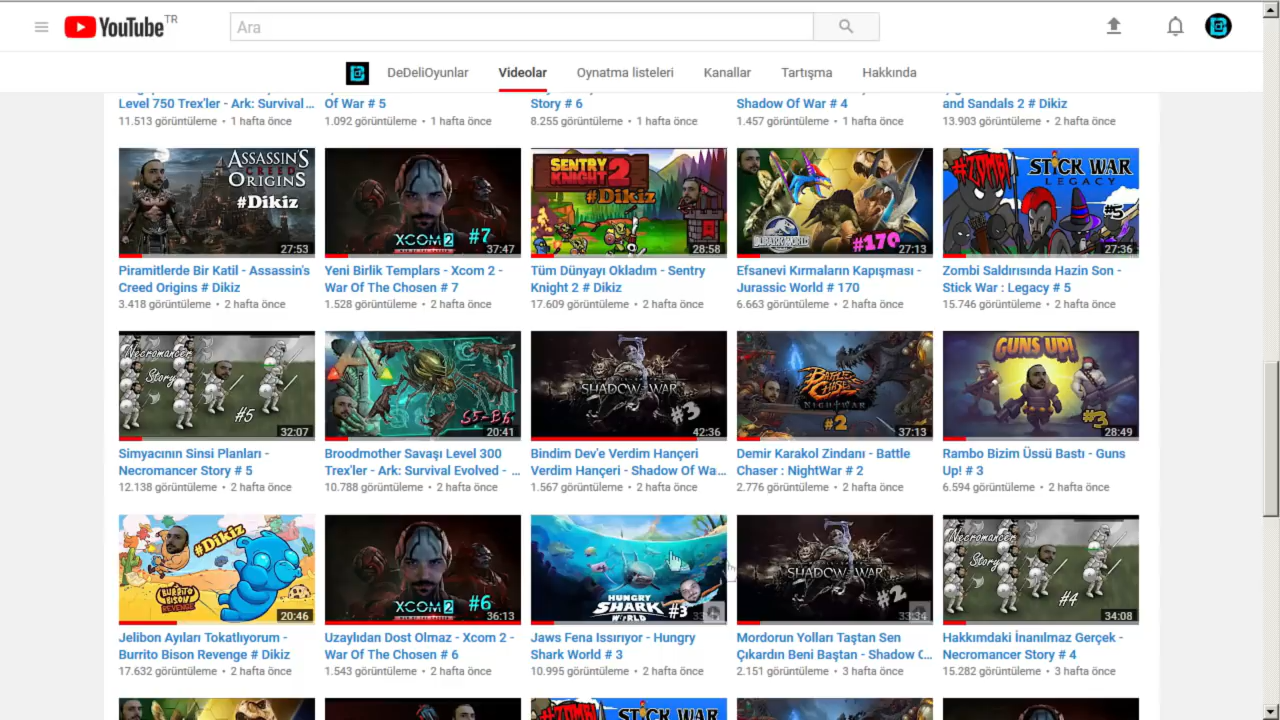 YouTube TR
Ara
DeDeliOyunlar Videolar Oynatma listeleri Kanallar Tartışma Hakkında
Level 750 Trex'ler - Ark: Survival ...
11.513 görüntüleme • 1 hafta önce
Of War # 5
1.092 görüntüleme • 1 hafta önce
Story # 6
8.255 görüntüleme • 1 hafta önce
Shadow Of War # 4
1.457 görüntüleme • 1 hafta önce
and Sandals 2 # Dikiz
13.903 görüntüleme • 2 hafta önce
ASSASSIN'S
CREED
ORIGINS
#Dikiz
27:53
Piramitlerde Bir Katil - Assassin's
Creed Origins # Dikiz
3.418 görüntüleme • 2 hafta önce
XCOM 2 #7
37:47
Yeni Birlik Templars - Xcom 2 -
War Of The Chosen # 7
1.528 görüntüleme • 2 hafta önce
SENTRY
KNIGHT 2
#Dikiz
28:58
Tüm Dünyayı Okladım - Sentry
Knight 2 # Dikiz
17.609 görüntüleme • 2 hafta önce
JURASSIC WORLD
#170
27:13
Efsanevi Kırmaların Kapışması -
Jurassic World # 170
6.663 görüntüleme • 2 hafta önce
#ZOMBI
STICK WAR
LEGACY
#5
27:36
Zombi Saldırısında Hazin Son -
Stick War : Legacy # 5
15.746 görüntüleme • 2 hafta önce
Necromancer
Story
#5
32:07
Simyacının Sinsi Planları -
Necromancer Story # 5
12.138 görüntüleme • 2 hafta önce
S5-B6
20:41
Broodmother Savaşı Level 300
Trex'ler - Ark: Survival Evolved - ...
10.788 görüntüleme • 2 hafta önce
SHADOW WAR
#3
42:36
Bindim Dev'e Verdim Hançeri
Verdim Hançeri - Shadow Of Wa...
1.567 görüntüleme • 2 hafta önce
BATTLE
CHASERS
NIGHTWAR
#2
37:13
Demir Karakol Zindanı - Battle
Chaser : NightWar # 2
2.776 görüntüleme • 2 hafta önce
GUNS UP!
#3
28:49
Rambo Bizim Üssü Bastı - Guns
Up! # 3
6.594 görüntüleme • 2 hafta önce
#Dikiz
BURRITO
BISON
REVENGE
20:46
Jelibon Ayıları Tokatlıyorum -
Burrito Bison Revenge # Dikiz
17.632 görüntüleme • 2 hafta önce
XCOM 2 #6
36:13
Uzaylıdan Dost Olmaz - Xcom 2 -
War Of The Chosen # 6
1.543 görüntüleme • 2 hafta önce
HUNGRY
SHARK
WORLD
#3
Jaws Fena Issırıyor - Hungry
Shark World # 3
10.995 görüntüleme • 2 hafta önce
SHADOW WAR
#2
33:34
Mordorun Yolları Taştan Sen
Çıkardın Beni Baştan - Shadow O...
2.151 görüntüleme • 3 hafta önce
Necromancer
Story
#4
34:08
Hakkımdaki İnanılmaz Gerçek -
Necromancer Story # 4
15.282 görüntüleme • 3 hafta önce
#ZOMBI
STICK WAR